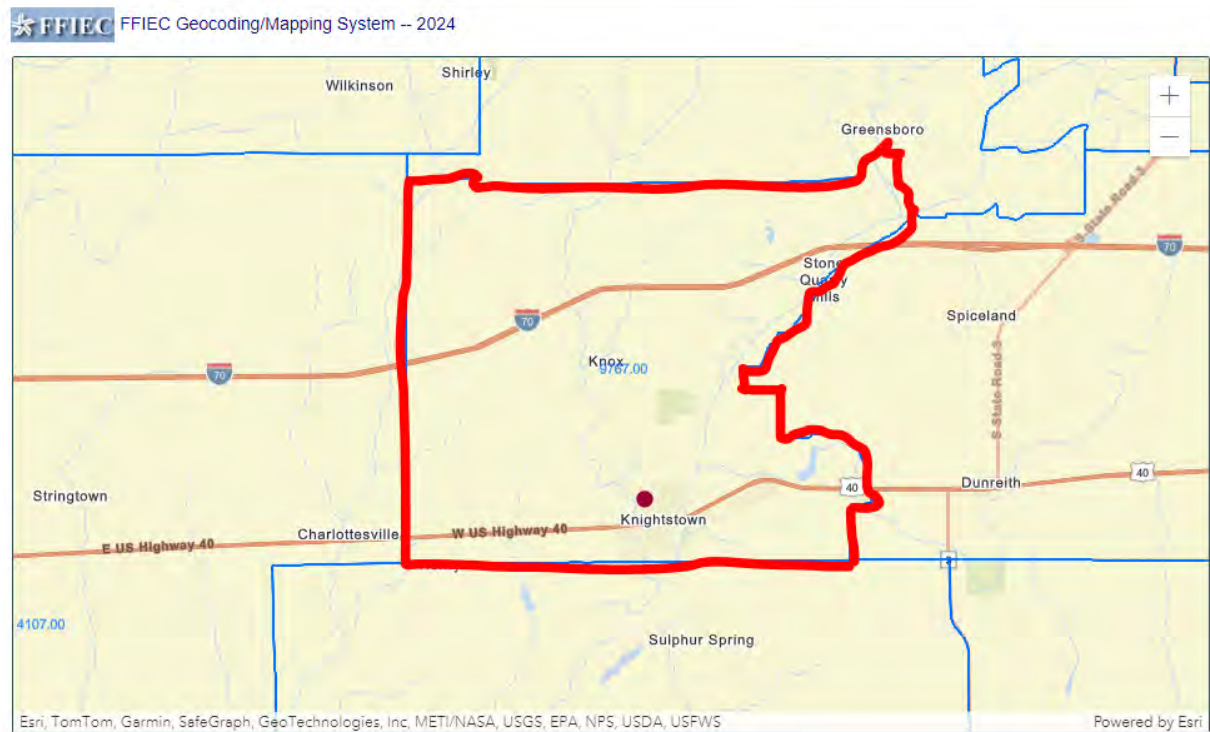 FFIEC FFIEC Geocoding/Mapping System -- 2024
Shirley
Wilkinson
+
Greensboro
−
S State Road 3
70
Stone
Quarry
Mills
Spiceland
70
Knox
70
9767.00
S State Road 3
40
Dunreith
40
Stringtown
Knightstown
Charlottesville
W US Highway 40
E US Highway 40
3
4107.00
Sulphur Spring
Esri, TomTom, Garmin, SafeGraph, GeoTechnologies, Inc, METI/NASA, USGS, EPA, NPS, USDA, USFWS
Powered by Esri